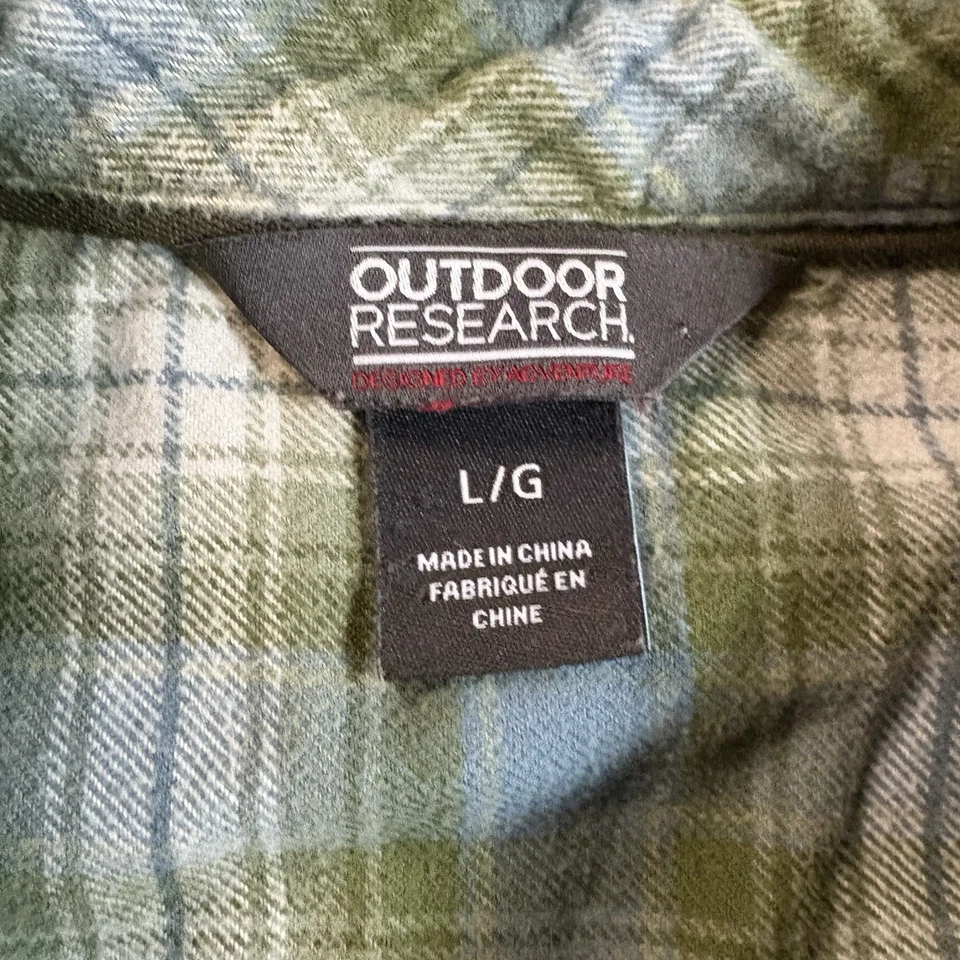 OUTDOOR
RESEARCH.
DESIGNED BY ADVENTURE
L/G
MADE IN CHINA
FABRIQUÉ EN
CHINE